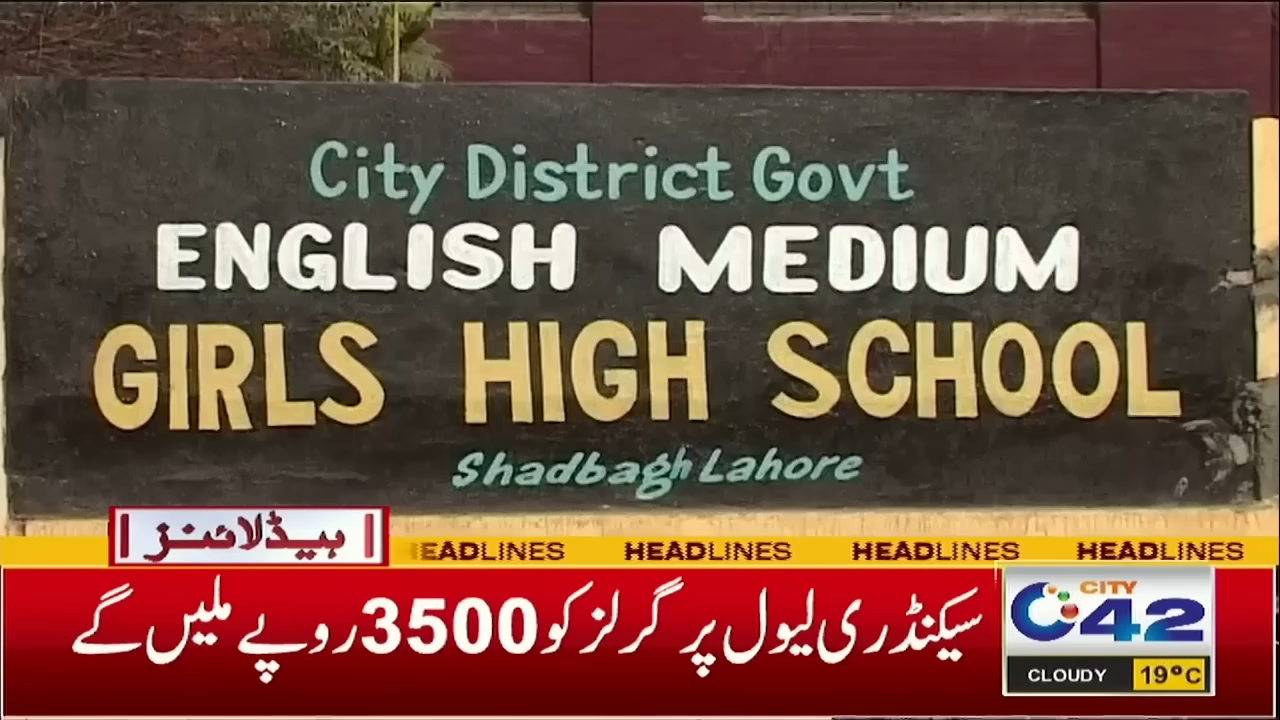 City District Govt
ENGLISH MEDIUM
GIRLS HIGH SCHOOL
Shadbagh Lahore
ہیڈلائنز
EADLINES HEADLINES HEADLINES HEADLINES
سیکنڈری لیول پر گرلز کو 3500 روپے ملیں گے
CITY
42
CLOUDY 19°C